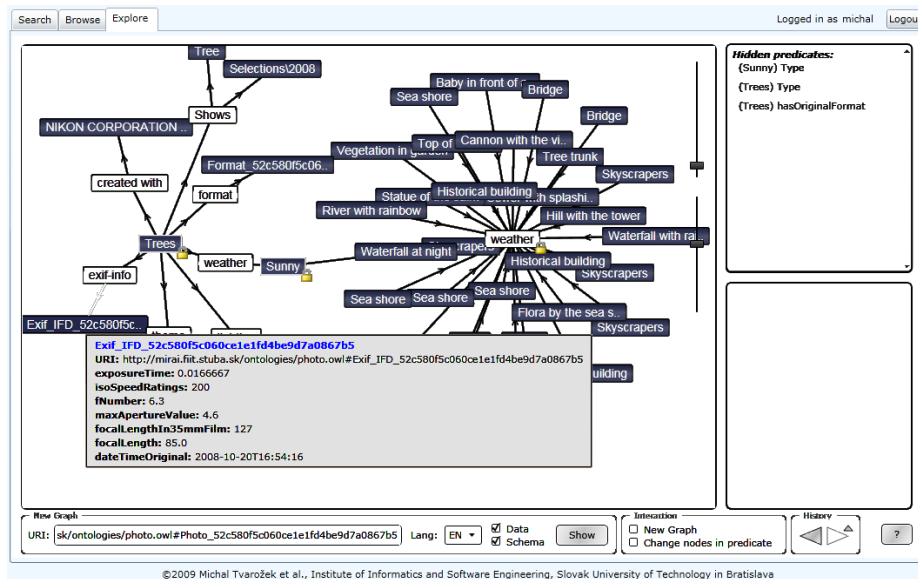 Search Browse Explore
Logged in as michal Logou
Tree
Selections\2008
Shows
NIKON CORPORATION ..
created with
Format_52c580f5c06..
format
Trees
weather
Sunny
exif-info
Exif_IFD_52c580f5c..
Baby in front of
Sea shore
Bridge
Bridge
Top of
Cannon with the vi..
Vegetation in
Tree trunk
Skyscrapers
Statue of
Historical building
with splashi..
River with rainbow
Hill with the tower
weather
Waterfall with rai..
Waterfall at night
Historical building
Skyscrapers
Sea shore
Sea shore
Sea shore
Flora by the sea s..
Skyscrapers
uilding
Exif_IFD_52c580f5c060ce1e1fd4be9d7a0867b5
URI: http://mirai.fiit.stuba.sk/ontologies/photo.owl#Exif_IFD_52c580f5c060ce1e1fd4be9d7a0867b5
exposureTime: 0.0166667
isoSpeedRatings: 200
fNumber: 6.3
maxApertureValue: 4.6
focalLengthIn35mmFilm: 127
focalLength: 85.0
dateTimeOriginal: 2008-10-20T16:54:16
Hidden predicates:
{Sunny} Type
{Trees} Type
{Trees} hasOriginalFormat
New Graph
URI: sk/ontologies/photo.owl#Photo_52c580f5c060ce1e1fd4be9d7a0867b5 Lang: EN Data Schema Show
Interaction
New Graph
Change nodes in predicate
History
?
©2009 Michal Tvarožek et al., Institute of Informatics and Software Engineering, Slovak University of Technology in Bratislava